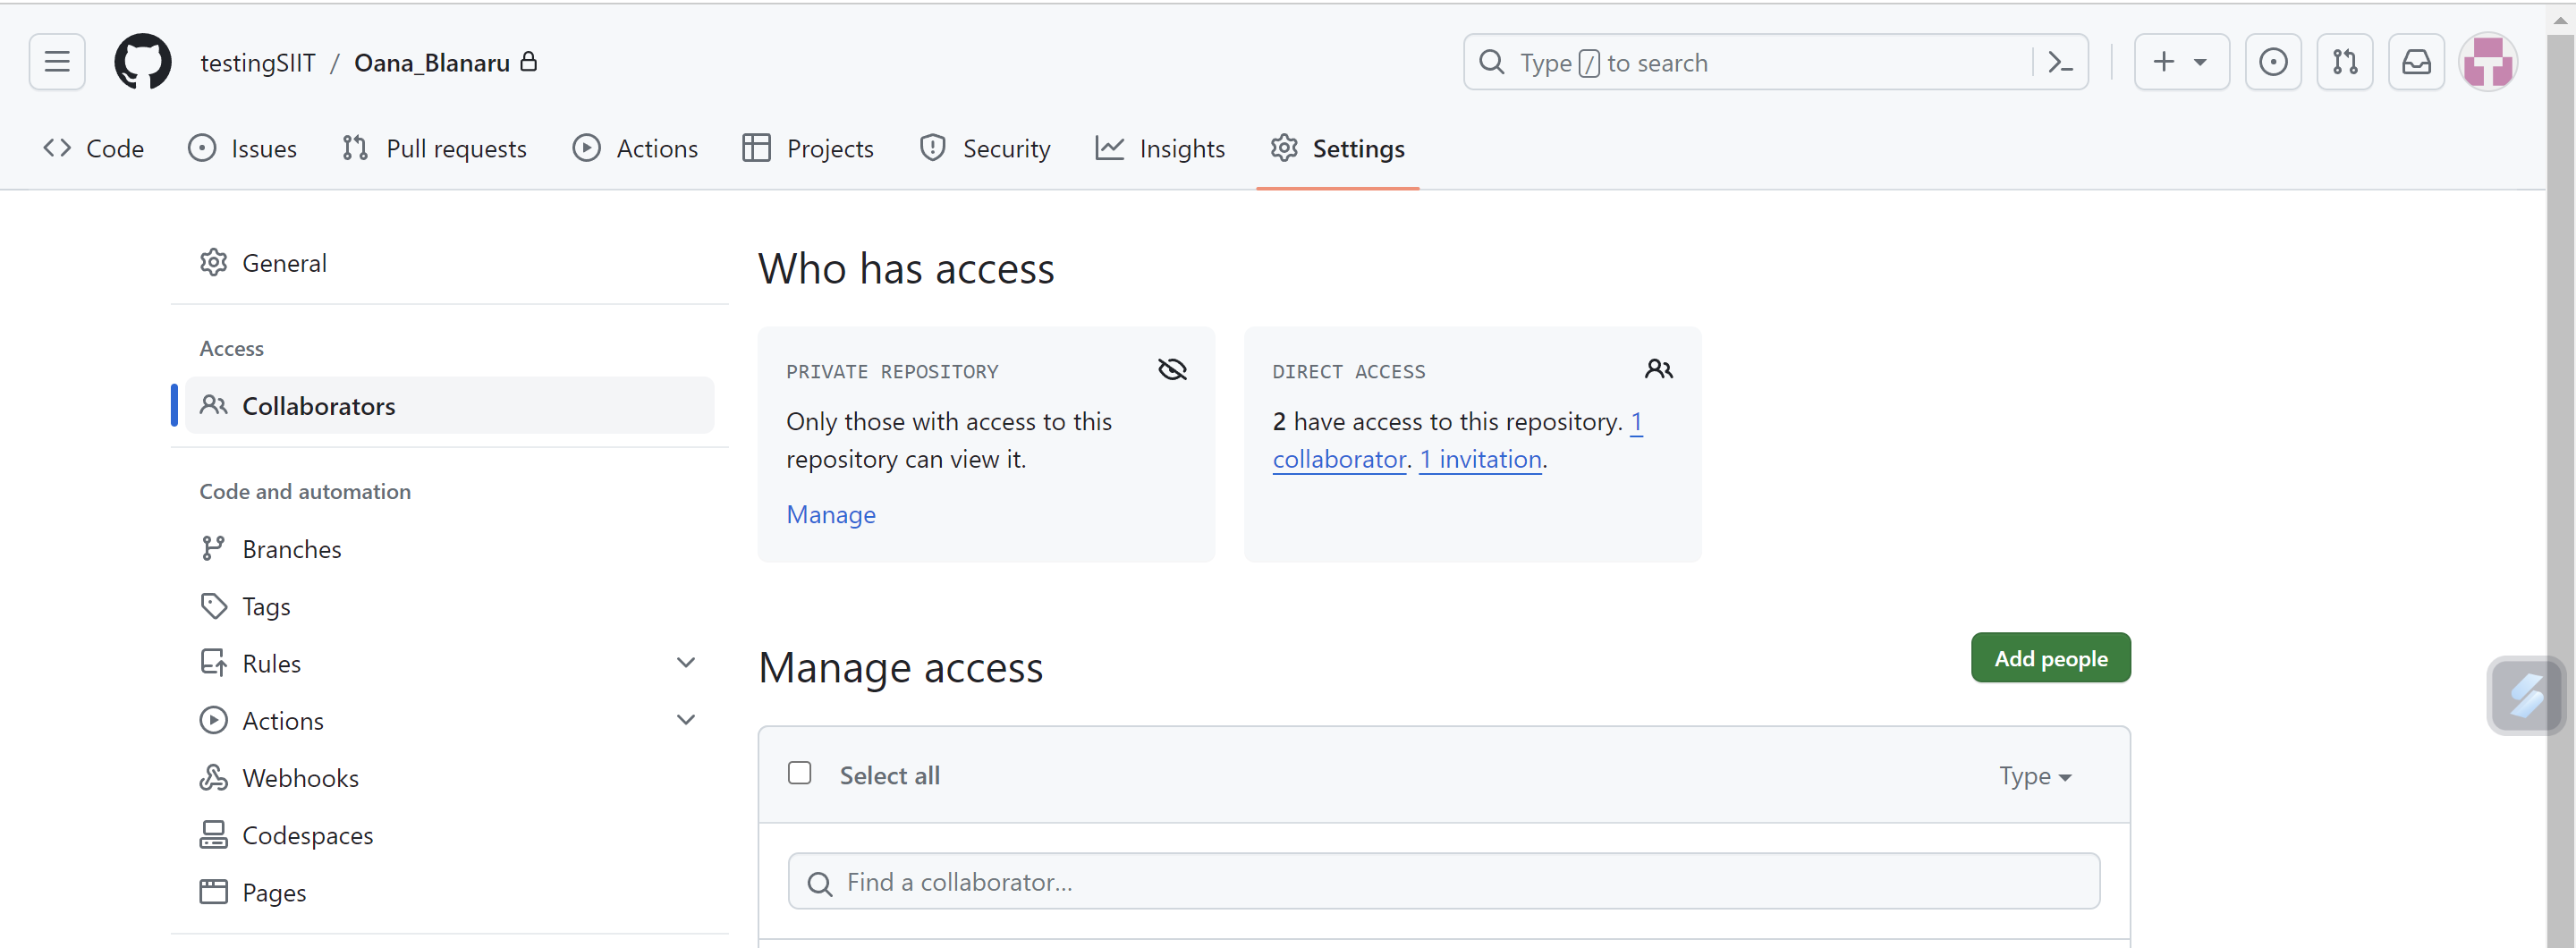 testingSIIT / Oana_Blanaru
Type / to search
Code
Issues
Pull requests
Actions
Projects
Security
Insights
Settings
General
Access
Collaborators
Code and automation
Branches
Tags
Rules
Actions
Webhooks
Codespaces
Pages
Who has access
PRIVATE REPOSITORY
Only those with access to this
repository can view it.
Manage
DIRECT ACCESS
2 have access to this repository. 1
collaborator. 1 invitation.
Manage access
Add people
Select all
Type
Find a collaborator...